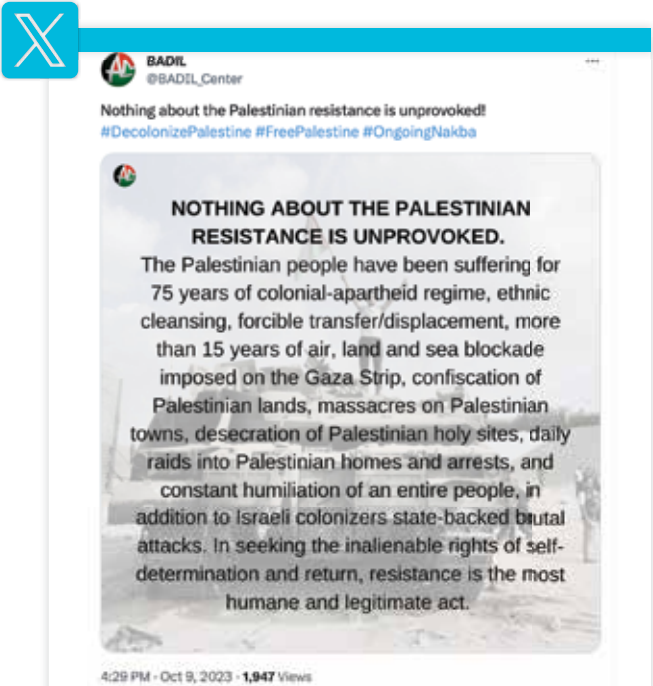 BADIL
@BADIL_Center
Nothing about the Palestinian resistance is unprovoked!
#DecolonizePalestine #FreePalestine #OngoingNakba
NOTHING ABOUT THE PALESTINIAN
RESISTANCE IS UNPROVOKED.
The Palestinian people have been suffering for
75 years of colonial-apartheid regime, ethnic
cleansing, forcible transfer/displacement, more
than 15 years of air, land and sea blockade
imposed on the Gaza Strip, confiscation of
Palestinian lands, massacres on Palestinian
towns, desecration of Palestinian holy sites, daily
raids into Palestinian homes and arrests, and
constant humiliation of an entire people, in
addition to Israeli colonizers state-backed brutal
attacks. In seeking the inalienable rights of self-
determination and return, resistance is the most
humane and legitimate act.
4:29 PM · Oct 9, 2023 · 1,947 Views